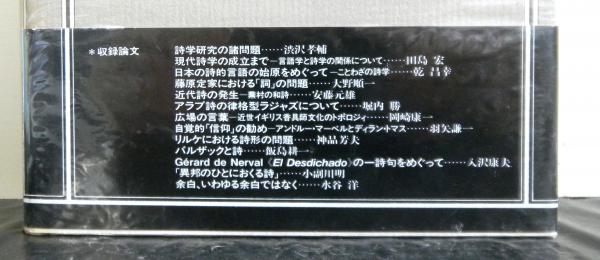 ＊収録論文
詩学研究の諸問題……渋沢孝輔
現代詩学の成立まで―言語学と詩学の関係について……田島 宏
日本の詩的言語の始原をめぐって―ことわざの詩学……乾 昌幸
藤原定家における「詞」の問題……大野順一
近代詩の発生―蕪村の和詩……安藤元雄
アラブ詩の律格型ラジャズについて……堀内 勝
広場の言葉―近世イギリス香具師文化のトポロジィ……岡崎康一
自覚的「信仰」の勧め―アンドルー・マーベルとディラントマス……羽矢謙一
リルケにおける詩形の問題……神品芳夫
バルザックと詩……飯島耕一
Gérard de Nerval《El Desdichado》の一詩句をめぐって……入沢康夫
「異邦のひとにおくる詩」……小副川明
余白、いわゆる余白ではなく……水谷 洋